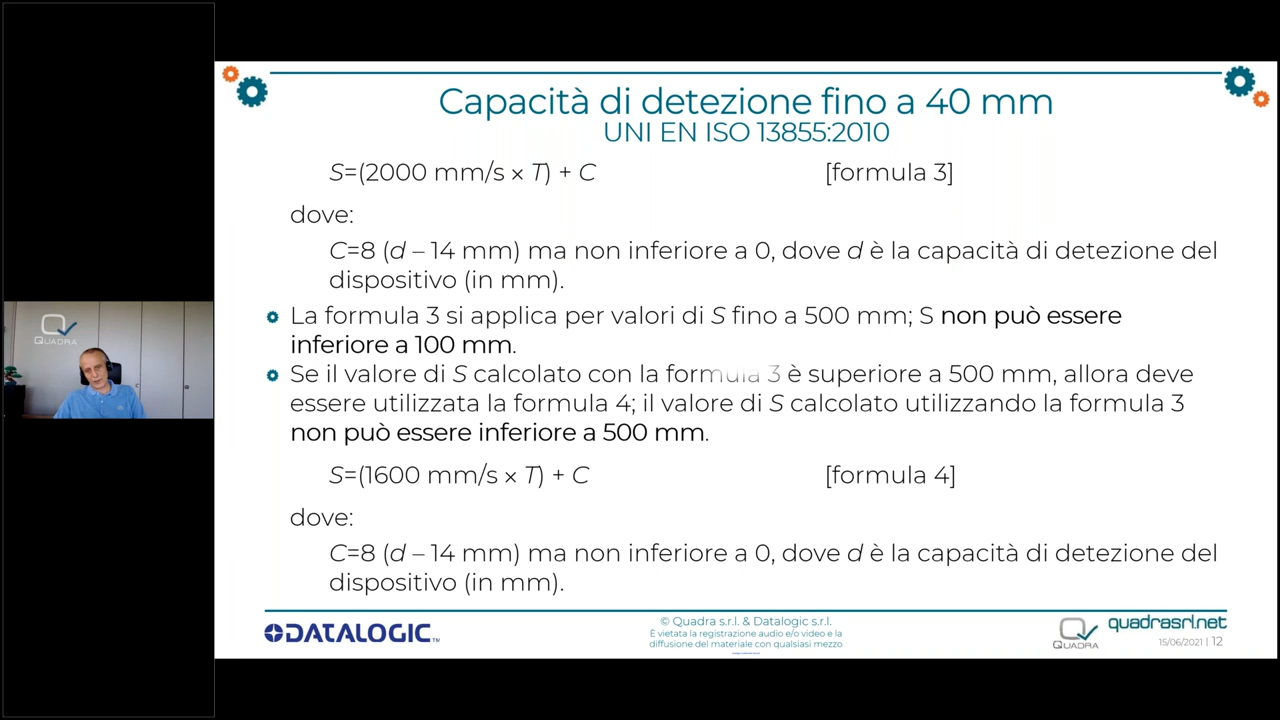 Capacità di detezione fino a 40 mm
UNI EN ISO 13855:2010
S=(2000 mm/s × T) + C [formula 3]
dove:
C=8 (d – 14 mm) ma non inferiore a 0, dove d è la capacità di detezione del
dispositivo (in mm).
La formula 3 si applica per valori di S fino a 500 mm; S non può essere
inferiore a 100 mm.
Se il valore di S calcolato con la formula 3 è superiore a 500 mm, allora deve
essere utilizzata la formula 4; il valore di S calcolato utilizzando la formula 3
non può essere inferiore a 500 mm.
S=(1600 mm/s × T) + C [formula 4]
dove:
C=8 (d – 14 mm) ma non inferiore a 0, dove d è la capacità di detezione del
dispositivo (in mm).
QUADRA
DATALOGIC™
© Quadra s.r.l. & Datalogic s.r.l.
È vietata la registrazione audio e/o video e la
diffusione del materiale con qualsiasi mezzo
QUADRA
quadrasrl.net
15/06/2021 | 12